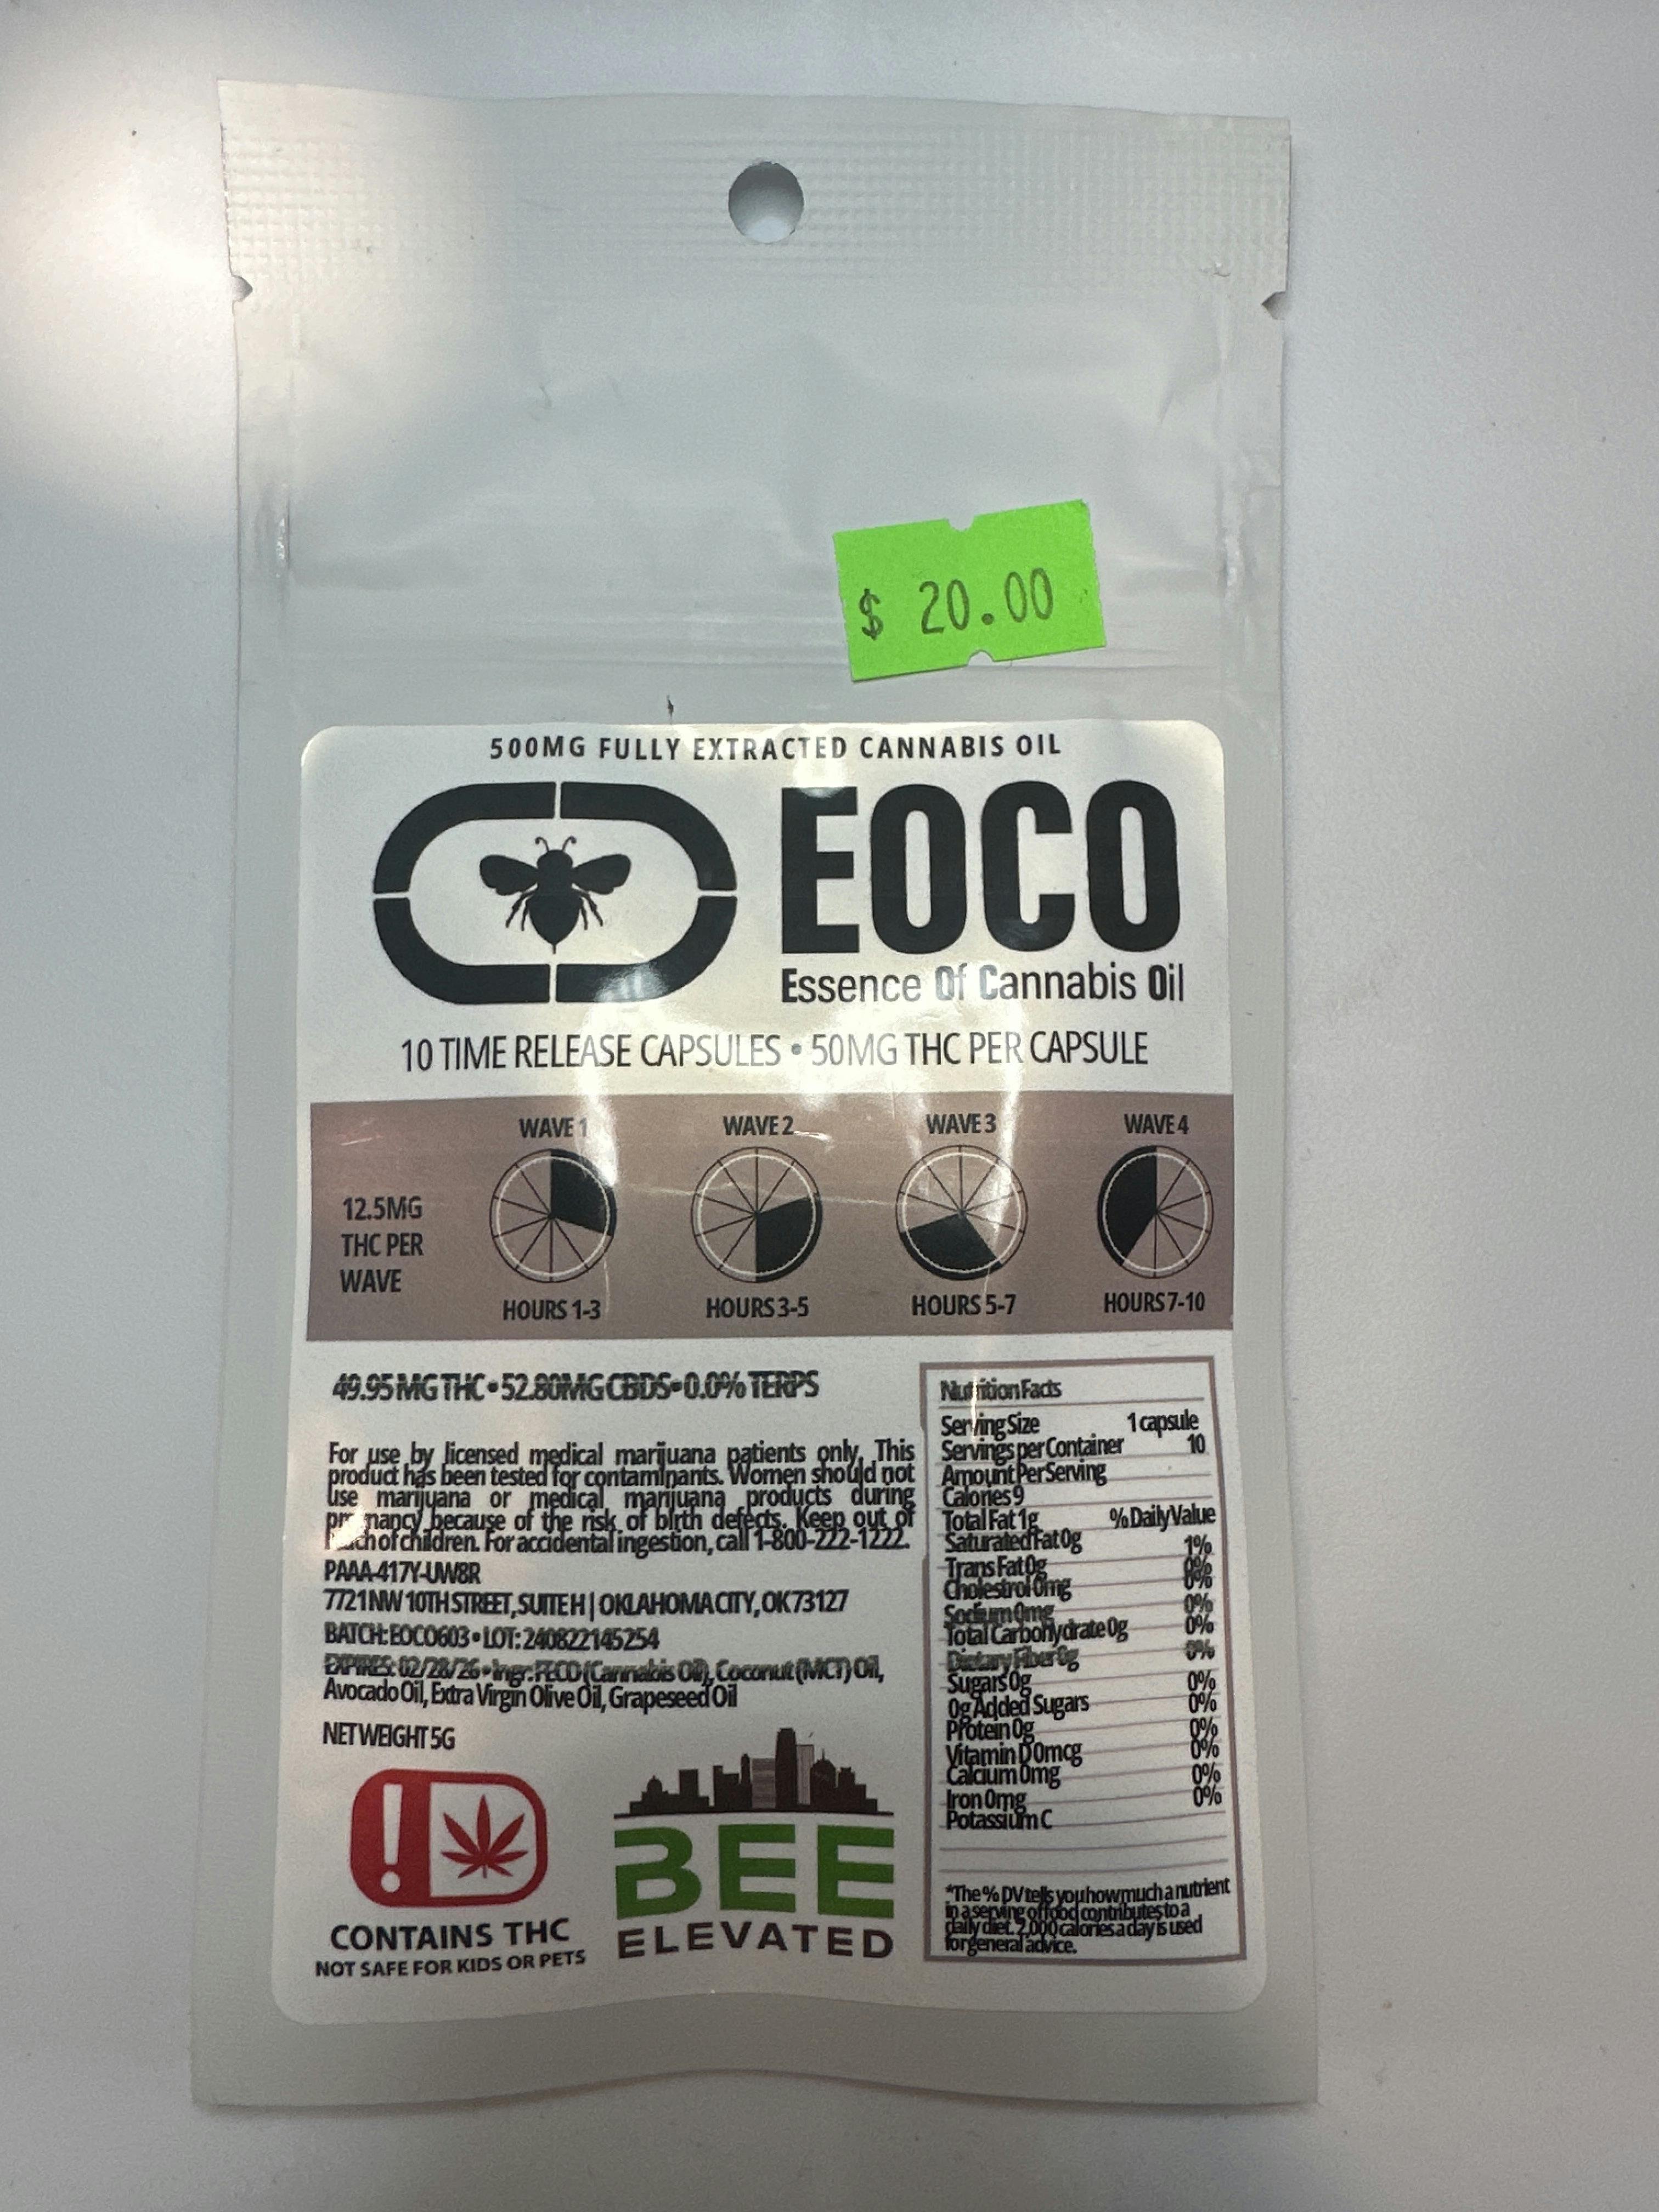 $ 20.00
500MG FULLY EXTRACTED CANNABIS OIL
EOCO
Essence Of Cannabis Oil
10 TIME RELEASE CAPSULES • 50MG THC PER CAPSULE
12.5MG
THC PER
WAVE
WAVE 1
HOURS 1-3
WAVE 2
HOURS 3-5
WAVE 3
HOURS 5-7
WAVE 4
HOURS 7-10
49.95MG THC • 52.80MG CBDS • 0.0% TERPS
For use by licensed medical marijuana patients only. This
product has been tested for contaminants. Women should not
use marijuana or medical marijuana products during
because of the risk of birth defects. Keep out of
of children. For accidental ingestion, call 1-800-222-1222.
PAAA-417Y-UW8R
7721 NW 10TH STREET, SUITE H | OKLAHOMA CITY, OK 73127
BATCH: EOCO603 • LOT: 240822145254
EXPIRES: 02/28/26 • Ingr: FECO (Cannabis Oil), Coconut (MCT) Oil,
Avocado Oil, Extra Virgin Olive Oil, Grapeseed Oil
NET WEIGHT 5G
CONTAINS THC
NOT SAFE FOR KIDS OR PETS
BEE
ELEVATED
Nutrition Facts
Serving Size 1 capsule
Servings per Container 10
Amount Per Serving
Calories 9
Total Fat 1g % Daily Value
Saturated Fat 0g 1%
Trans Fat 0g 0%
Cholestrol 0mg 0%
Sodium 0mg 0%
Total Carbohydrate 0g 0%
Dietary Fiber 0g 0%
Sugars 0g 0%
0g Added Sugars 0%
Protein 0g 0%
Vitamin D 0mcg 0%
Calcium 0mg 0%
Iron 0mg 0%
Potassium C
*The % DV tells you how much a nutrient
in a serving of food contributes to a
daily diet. 2,000 calories a day is used
for general advice.